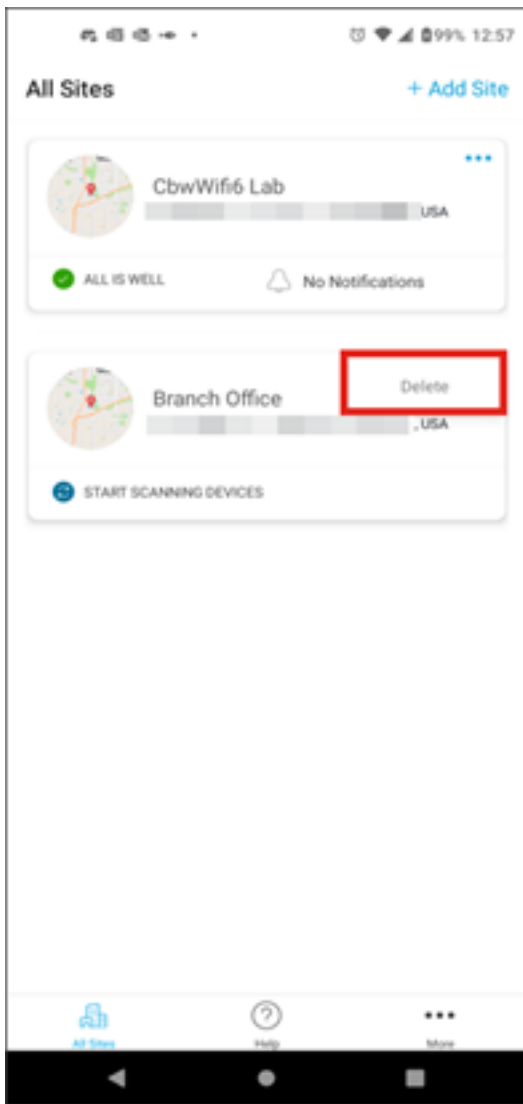 99% 12:57
All Sites
+ Add Site
CbwWifi6 Lab
USA
ALL IS WELL
No Notifications
Delete
Branch Office
, USA
START SCANNING DEVICES
All Sites
Help
More